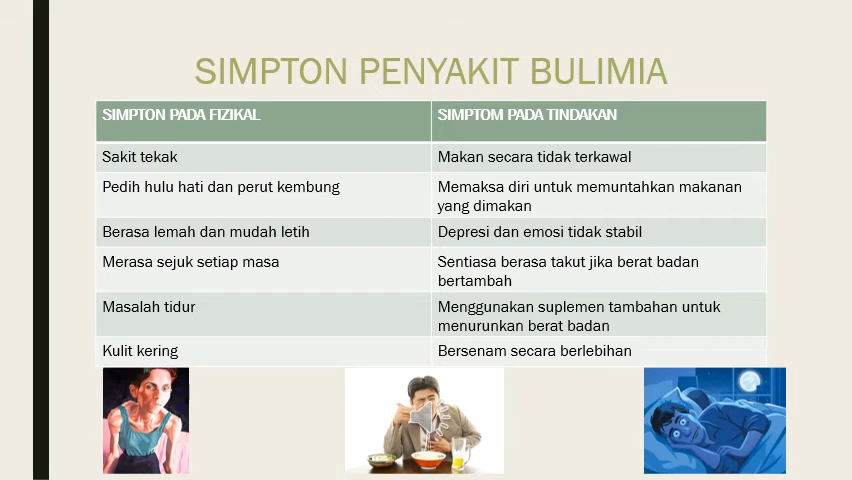 SIMPTON PENYAKIT BULIMIA
SIMPTON PADA FIZIKAL
SIMPTOM PADA TINDAKAN
Sakit tekak
Makan secara tidak terkawal
Pedih hulu hati dan perut kembung
Memaksa diri untuk memuntahkan makanan
yang dimakan
Berasa lemah dan mudah letih
Depresi dan emosi tidak stabil
Merasa sejuk setiap masa
Sentiasa berasa takut jika berat badan
bertambah
Masalah tidur
Menggunakan suplemen tambahan untuk
menurunkan berat badan
Kulit kering
Bersenam secara berlebihan